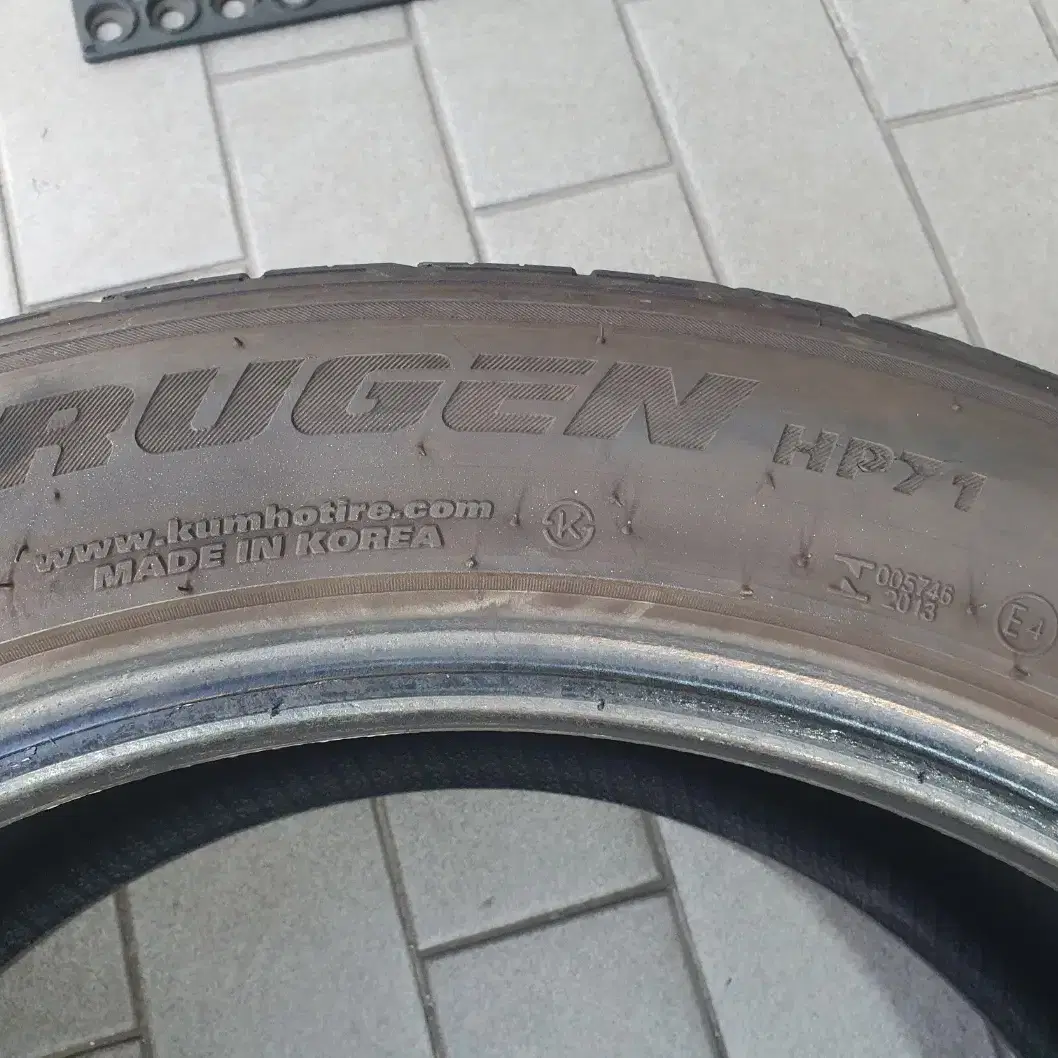 RUGEN HP71
www.kumhotire.com
MADE IN KOREA
K
005746
2013
E4